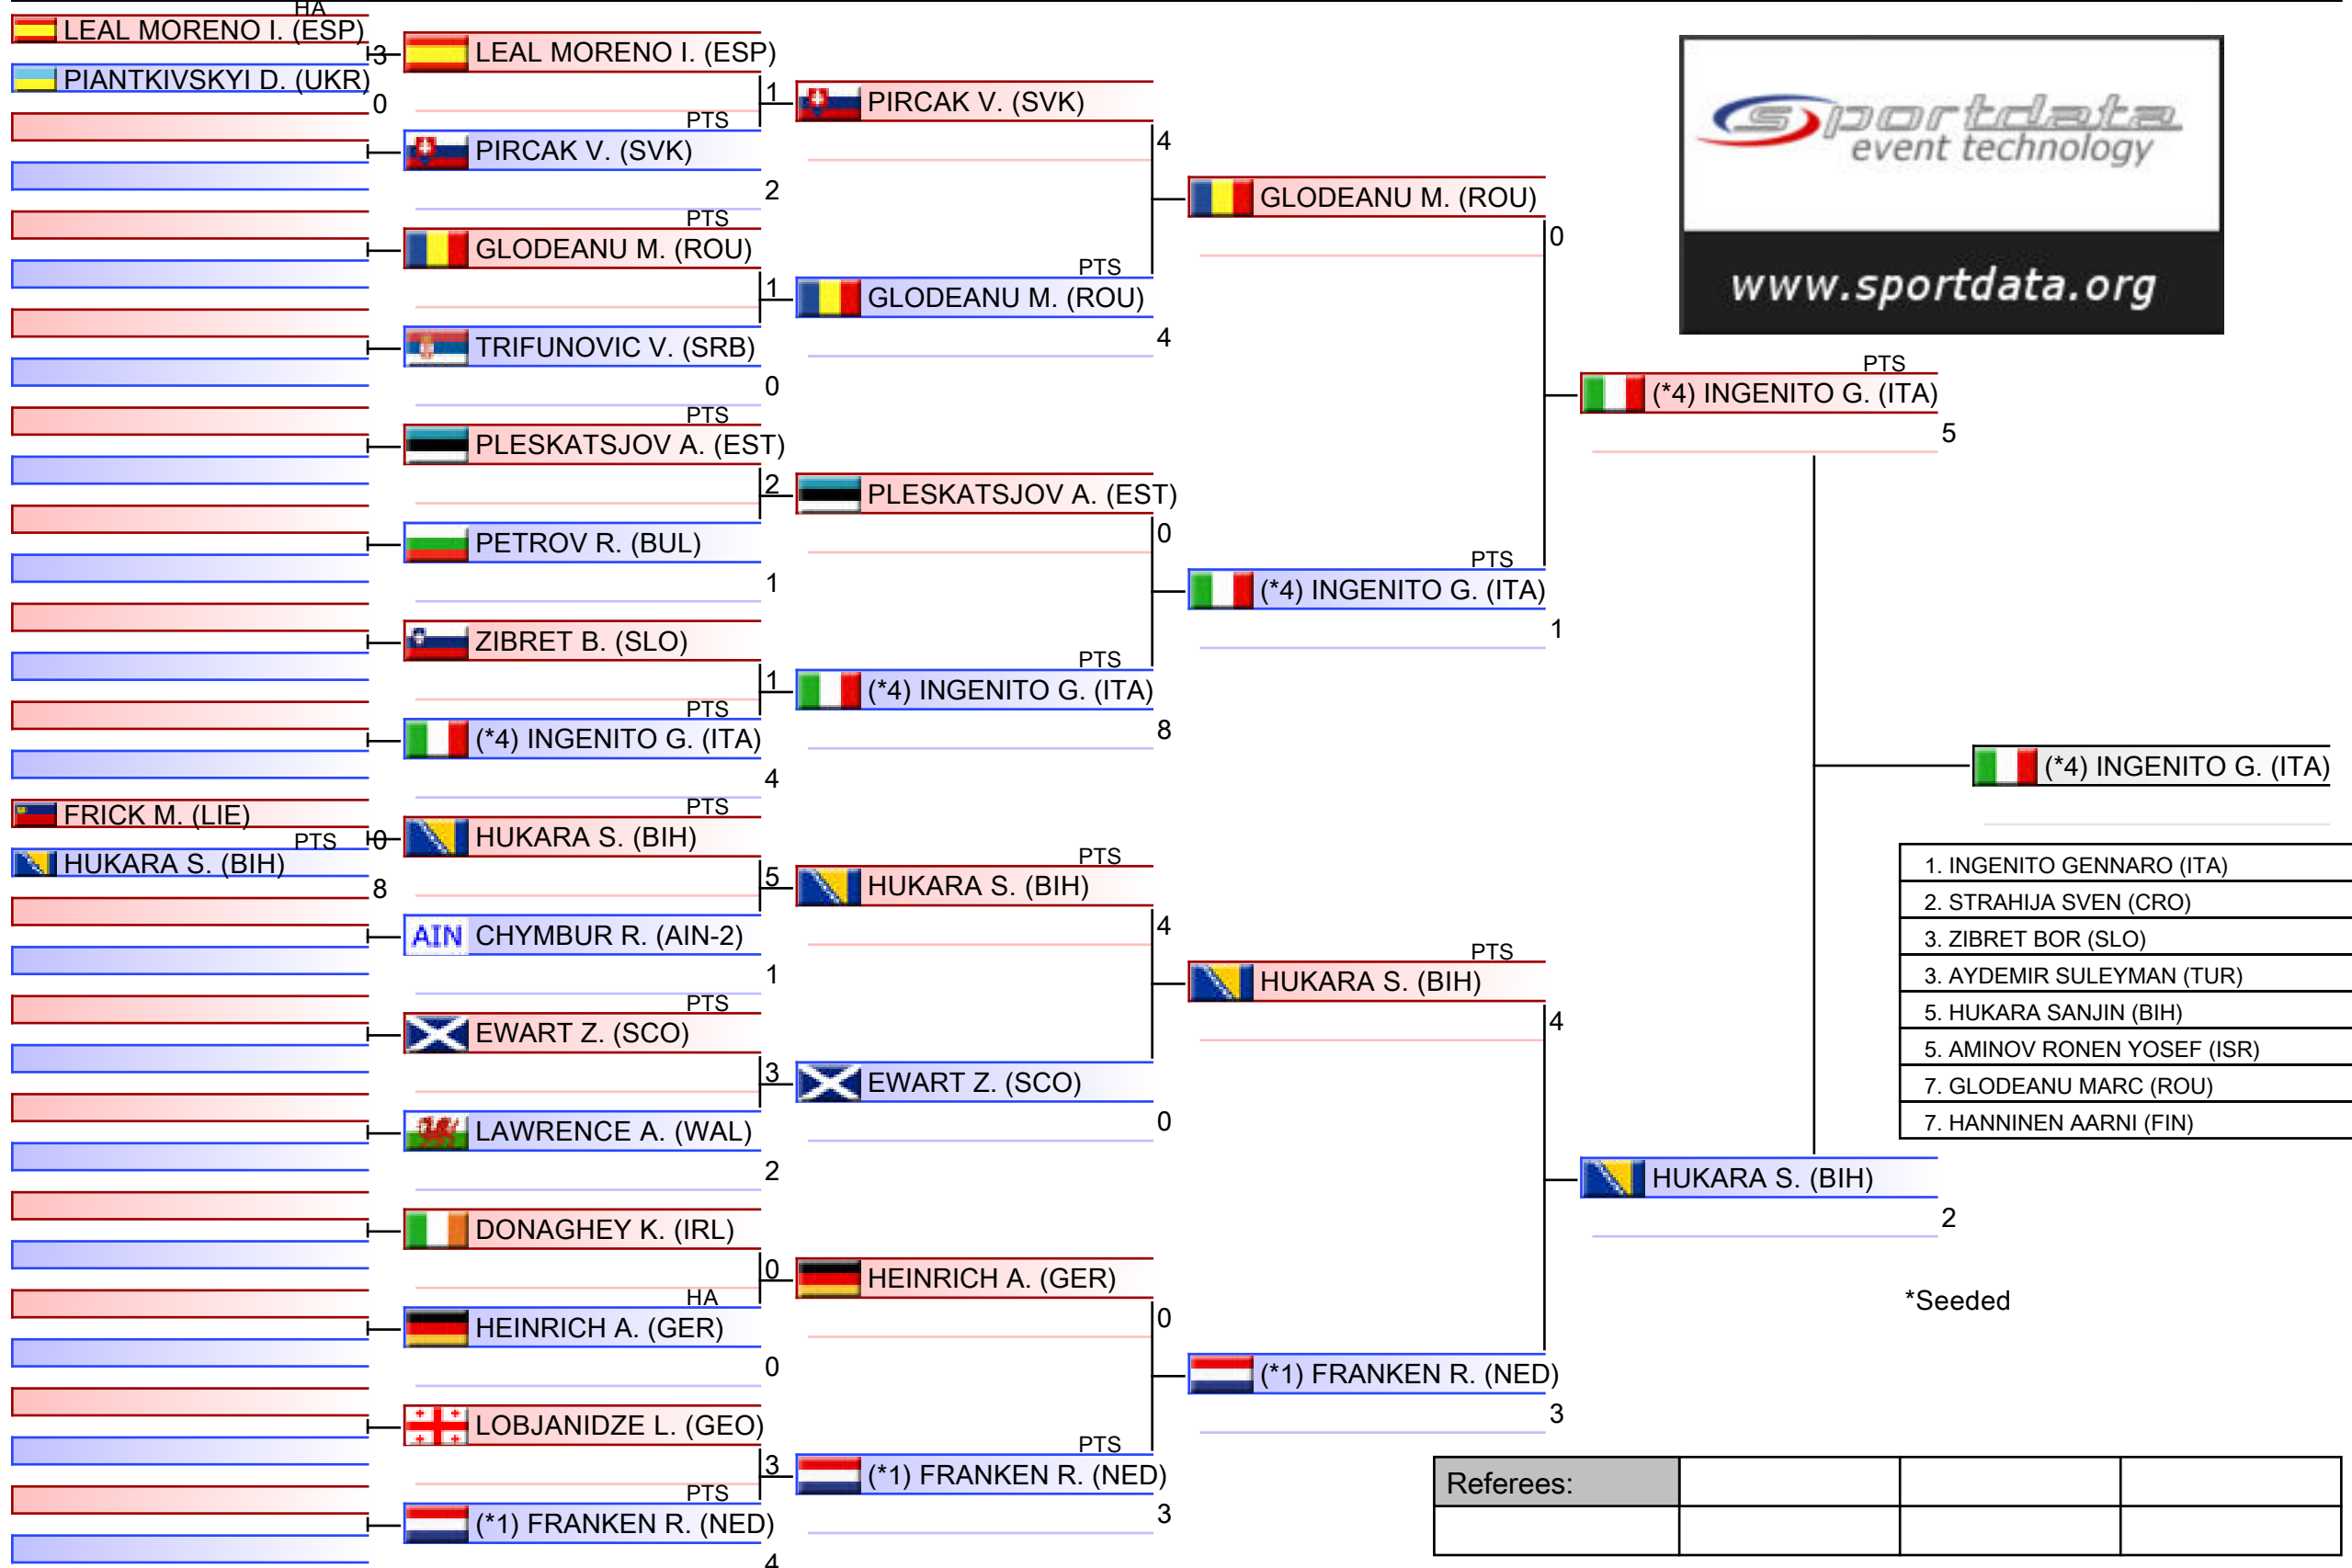 HA
LEAL MORENO I. (ESP)
3
PIANTKIVSKYI D. (UKR)
0
FRICK M. (LIE)
0
PTS
HUKARA S. (BIH)
8
LEAL MORENO I. (ESP)
1
PTS
PIRCAK V. (SVK)
2
PTS
GLODEANU M. (ROU)
1
TRIFUNOVIC V. (SRB)
0
PTS
PLESKATSJOV A. (EST)
2
PETROV R. (BUL)
1
ZIBRET B. (SLO)
1
PTS
(*4) INGENITO G. (ITA)
4
PTS
HUKARA S. (BIH)
5
AIN CHYMBUR R. (AIN-2)
1
PTS
EWART Z. (SCO)
3
LAWRENCE A. (WAL)
2
DONAGHEY K. (IRL)
0
HA
HEINRICH A. (GER)
0
LOBJANIDZE L. (GEO)
3
PTS
(*1) FRANKEN R. (NED)
4
PIRCAK V. (SVK)
4
PTS
GLODEANU M. (ROU)
4
PLESKATSJOV A. (EST)
0
PTS
(*4) INGENITO G. (ITA)
8
PTS
HUKARA S. (BIH)
4
EWART Z. (SCO)
0
HEINRICH A. (GER)
0
PTS
(*1) FRANKEN R. (NED)
3
GLODEANU M. (ROU)
0
PTS
(*4) INGENITO G. (ITA)
1
PTS
HUKARA S. (BIH)
4
(*1) FRANKEN R. (NED)
3
sportdata
event technology
www.sportdata.org
PTS
(*4) INGENITO G. (ITA)
5
HUKARA S. (BIH)
2
(*4) INGENITO G. (ITA)
1. INGENITO GENNARO (ITA)
2. STRAHIJA SVEN (CRO)
3. ZIBRET BOR (SLO)
3. AYDEMIR SULEYMAN (TUR)
5. HUKARA SANJIN (BIH)
5. AMINOV RONEN YOSEF (ISR)
7. GLODEANU MARC (ROU)
7. HANNINEN AARNI (FIN)
*Seeded
Referees: